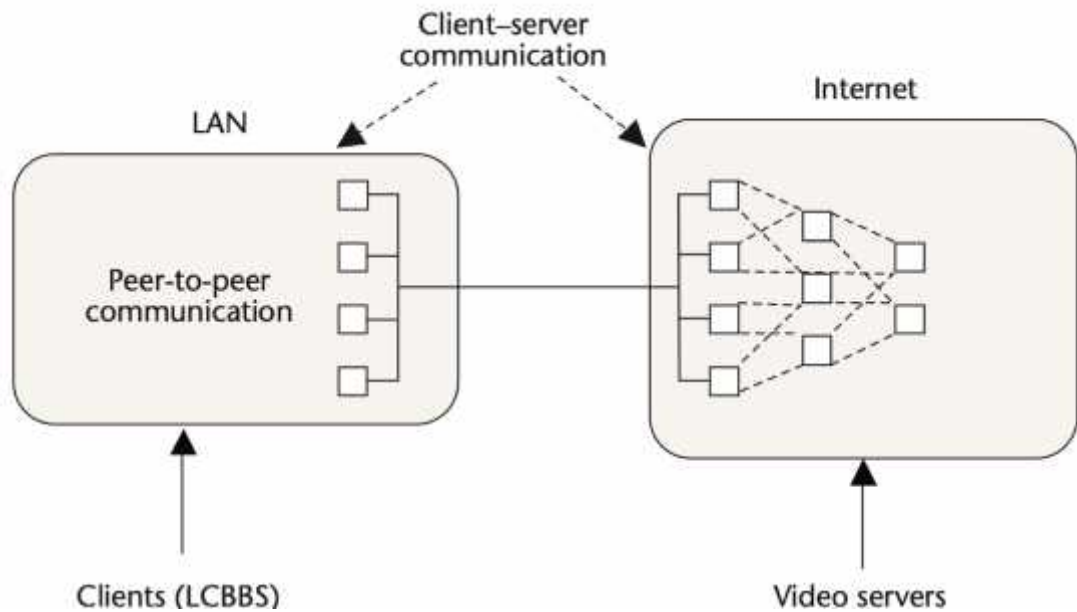 Client–server
communication
Internet
LAN
Peer-to-peer
communication
Clients (LCBBS)
Video servers